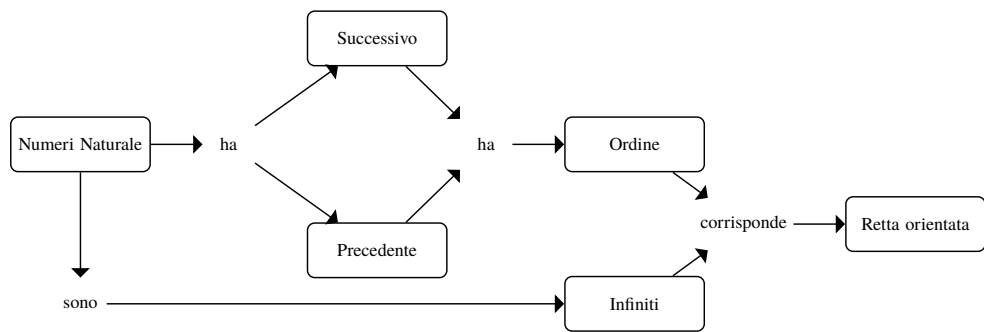 Successivo
Numeri Naturale
ha
ha
Ordine
corrisponde
Retta orientata
Precedente
sono
Infiniti